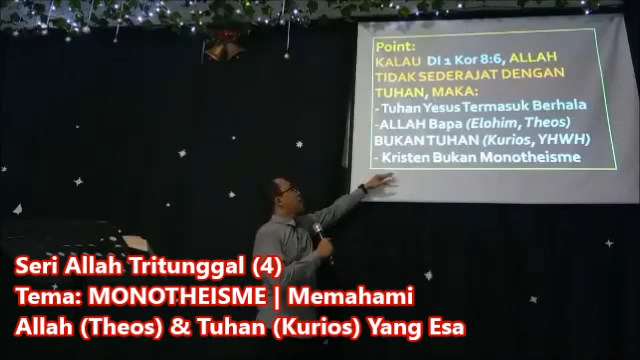 Point:
KALAU DI 1 Kor 8:6, ALLAH
TIDAK SEDERAJAT DENGAN
TUHAN, MAKA:
- Tuhan Yesus Termasuk Berhala
-ALLAH Bapa (Elohim, Theos)
BUKAN TUHAN (Kurios, YHWH)
- Kristen Bukan Monotheisme
Seri Allah Tritunggal (4)
Tema: MONOTHEISME | Memahami
Allah (Theos) & Tuhan (Kurios) Yang Esa